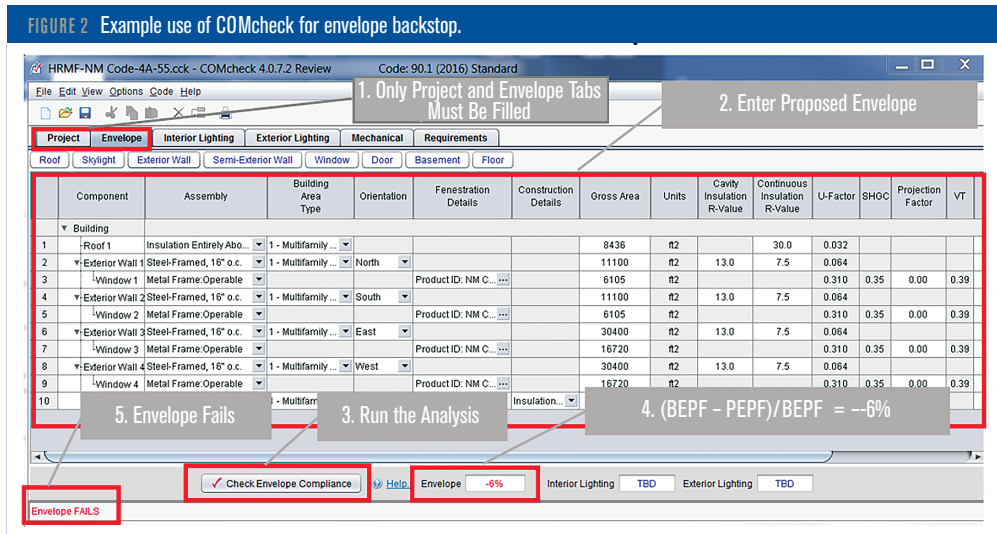 FIGURE 2 Example use of COMcheck for envelope backstop.
HRMF-NM Code-4A-55.cck - COMcheck 4.0.7.2 Review Code: 90.1 (2016) Standard
File Edit View Options Code Help
1. Only Project and Envelope Tabs
Must Be Filled
2. Enter Proposed Envelope
Project Envelope Interior Lighting Exterior Lighting Mechanical Requirements
Roof Skylight Exterior Wall Semi-Exterior Wall Window Door Basement Floor
Component Assembly Building Area Type Orientation Fenestration Details Construction Details Gross Area Units Cavity Insulation R-Value Continuous Insulation R-Value U-Factor SHGC Projection Factor VT
Building
1 Roof 1 Insulation Entirely Abo... 1 - Multifamily ... 8436 ft2 30.0 0.032
2 Exterior Wall 1 Steel-Framed, 16" o.c. 1 - Multifamily ... North 11100 ft2 13.0 7.5 0.064
3 Window 1 Metal Frame:Operable Product ID: NM C... 6105 ft2 0.310 0.35 0.00 0.39
4 Exterior Wall 2 Steel-Framed, 16" o.c. 1 - Multifamily ... South 11100 ft2 13.0 7.5 0.064
5 Window 2 Metal Frame:Operable Product ID: NM C... 6105 ft2 0.310 0.35 0.00 0.39
6 Exterior Wall 3 Steel-Framed, 16" o.c. 1 - Multifamily ... East 30400 ft2 13.0 7.5 0.064
7 Window 3 Metal Frame:Operable Product ID: NM C... 16720 ft2 0.310 0.35 0.00 0.39
8 Exterior Wall 4 Steel-Framed, 16" o.c. 1 - Multifamily ... West 30400 ft2 13.0 7.5 0.064
9 Window 4 Metal Frame:Operable Product ID: NM C... 16720 ft2 0.310 0.35 0.00 0.39
10 1 - Multifam Insulation...
5. Envelope Fails
3. Run the Analysis
4. (BEPF – PEPF)/BEPF = –-6%
Check Envelope Compliance Help Envelope -6% Interior Lighting TBD Exterior Lighting TBD
Envelope FAILS